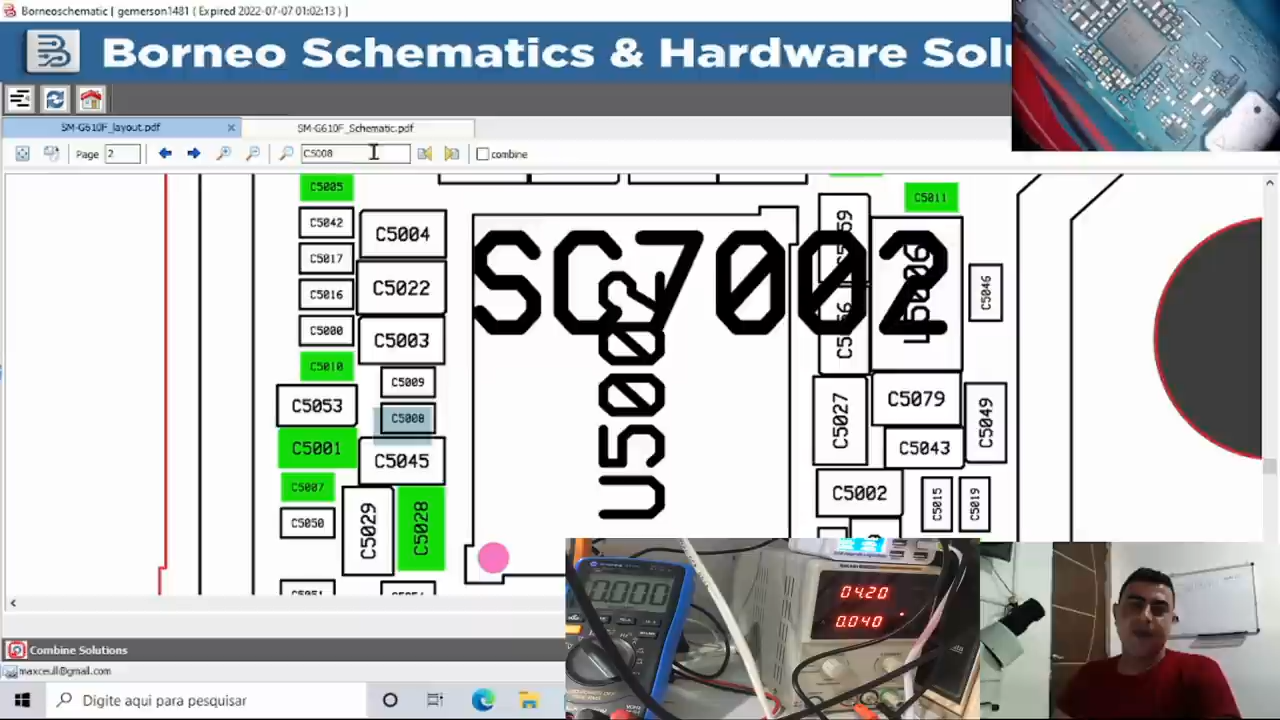 Borneoschematic [ gemerson1481 ( Expired 2022-07-07 01:02:13 ) ]
Borneo Schematics & Hardware Sol
SM-G610F_layout.pdf
SM-G610F_Schematic.pdf
Page 2
C5008
combine
C5005
C5042
C5004
C5017
C5022
C5016
C5000
C5003
C5010
C5009
C5053
C5008
C5001
C5045
C5007
C5050
C5029
C5028
SC7002
U5002
C5011
C5046
C5027
C5079
C5049
C5043
C5002
C5015
C5019
0.000
04.20
0.040
Combine Solutions
maxceull@gmail.com
Digite aqui para pesquisar